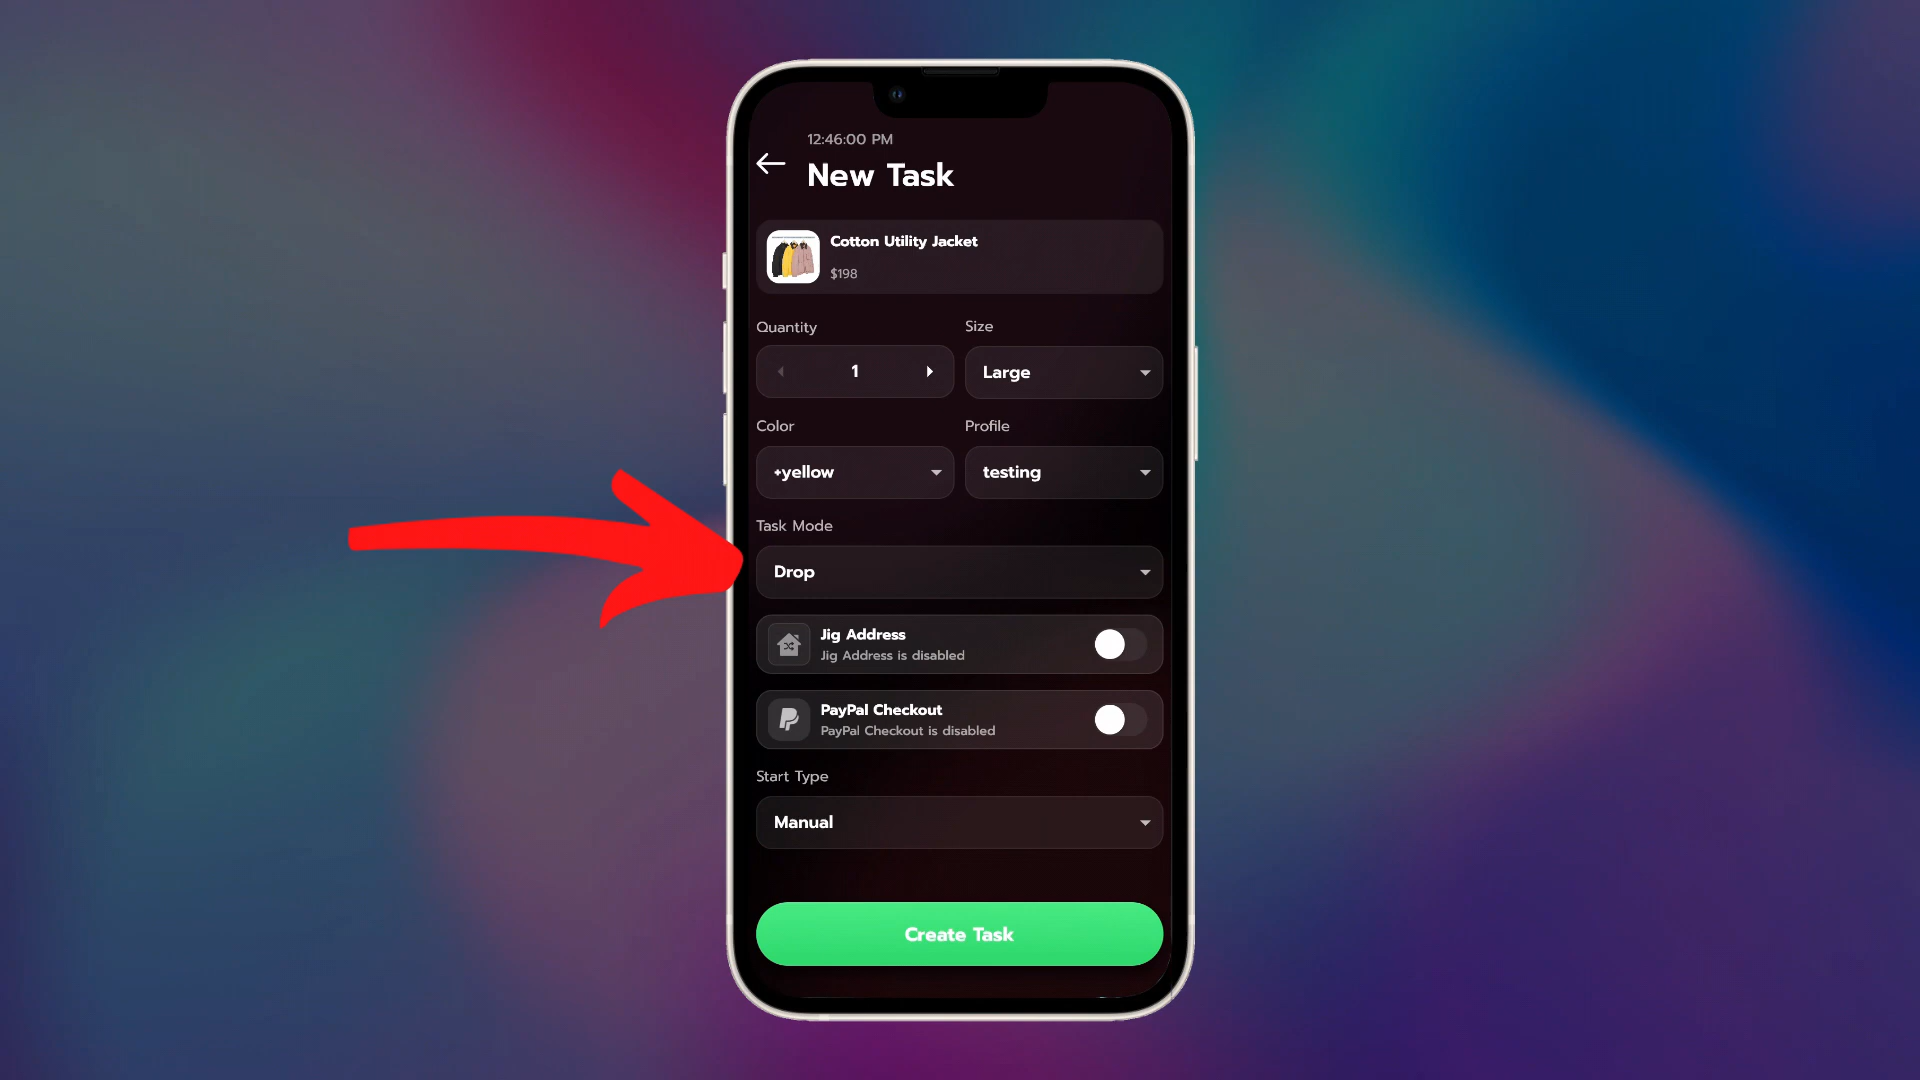 12:46:00 PM
New Task
Cotton Utility Jacket
$198
Quantity
Size
1
Large
Color
Profile
+yellow
testing
Task Mode
Drop
Jig Address
Jig Address is disabled
PayPal Checkout
PayPal Checkout is disabled
Start Type
Manual
Create Task